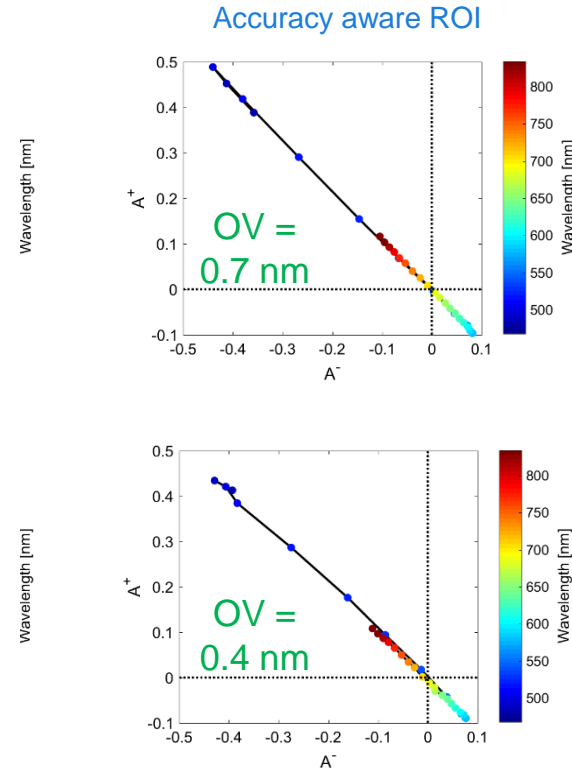 Accuracy aware ROI
Wavelength [nm]
A⁺
0.5
0.4
0.3
0.2
0.1
0
-0.1
OV =
0.7 nm
-0.5 -0.4 -0.3 -0.2 -0.1 0 0.1
A⁻
800
750
700
650
600
550
500
Wavelength [nm]
Wavelength [nm]
A⁺
0.5
0.4
0.3
0.2
0.1
0
-0.1
OV =
0.4 nm
-0.5 -0.4 -0.3 -0.2 -0.1 0 0.1
A⁻
800
750
700
650
600
550
500
Wavelength [nm]